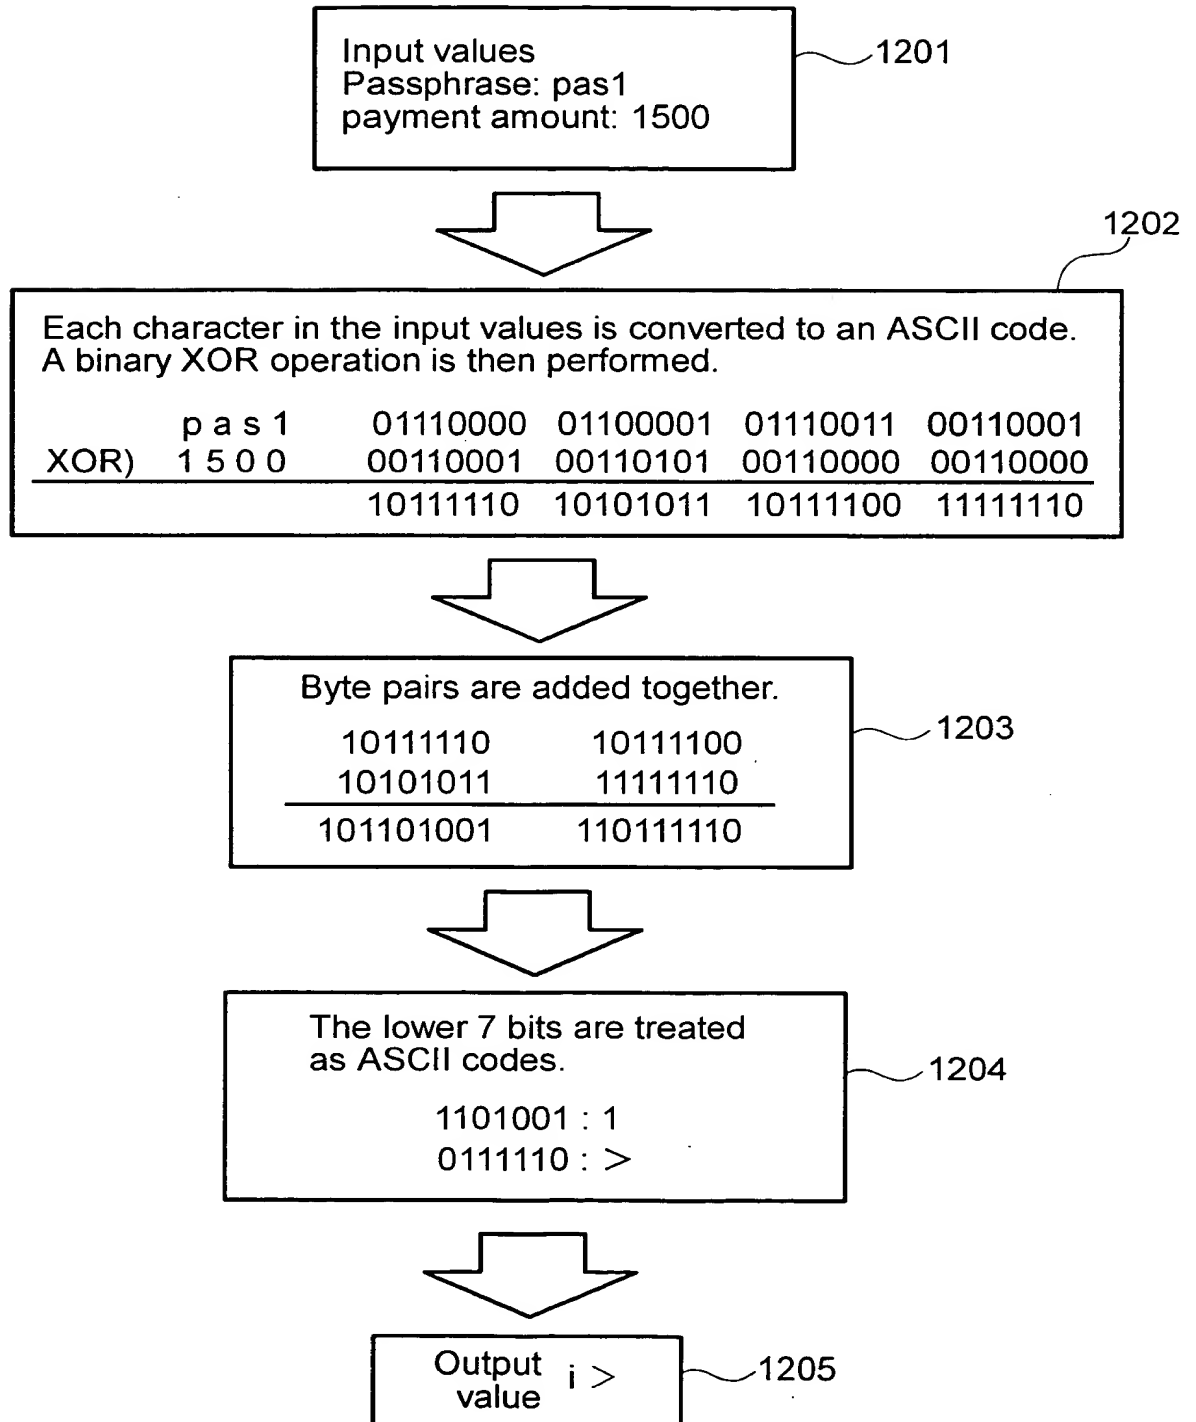 Input values
Passphrase: pas1
payment amount: 1500
1201
1202
Each character in the input values is converted to an ASCII code.
A binary XOR operation is then performed.
p a s 1 01110000 01100001 01110011 00110001
XOR) 1 5 0 0 00110001 00110101 00110000 00110000
10111110 10101011 10111100 11111110
Byte pairs are added together.
1203
10111110 10111100
10101011 11111110
101101001 110111110
The lower 7 bits are treated
as ASCII codes.
1204
1101001 : 1
0111110 : >
Output
value i >
1205